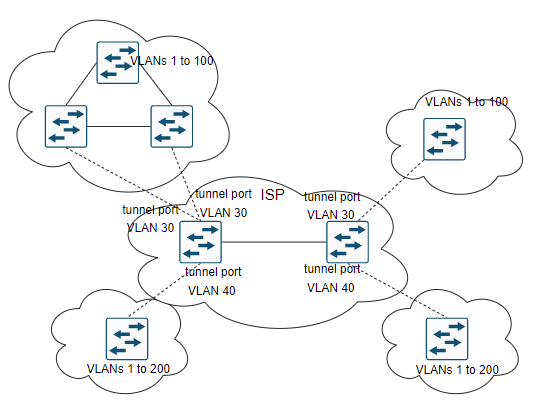 VLANs 1 to 100
VLANs 1 to 100
tunnel port
VLAN 30
ISP
tunnel port
VLAN 30
tunnel port
VLAN 30
tunnel port
VLAN 40
tunnel port
VLAN 40
VLANs 1 to 200
VLANs 1 to 200